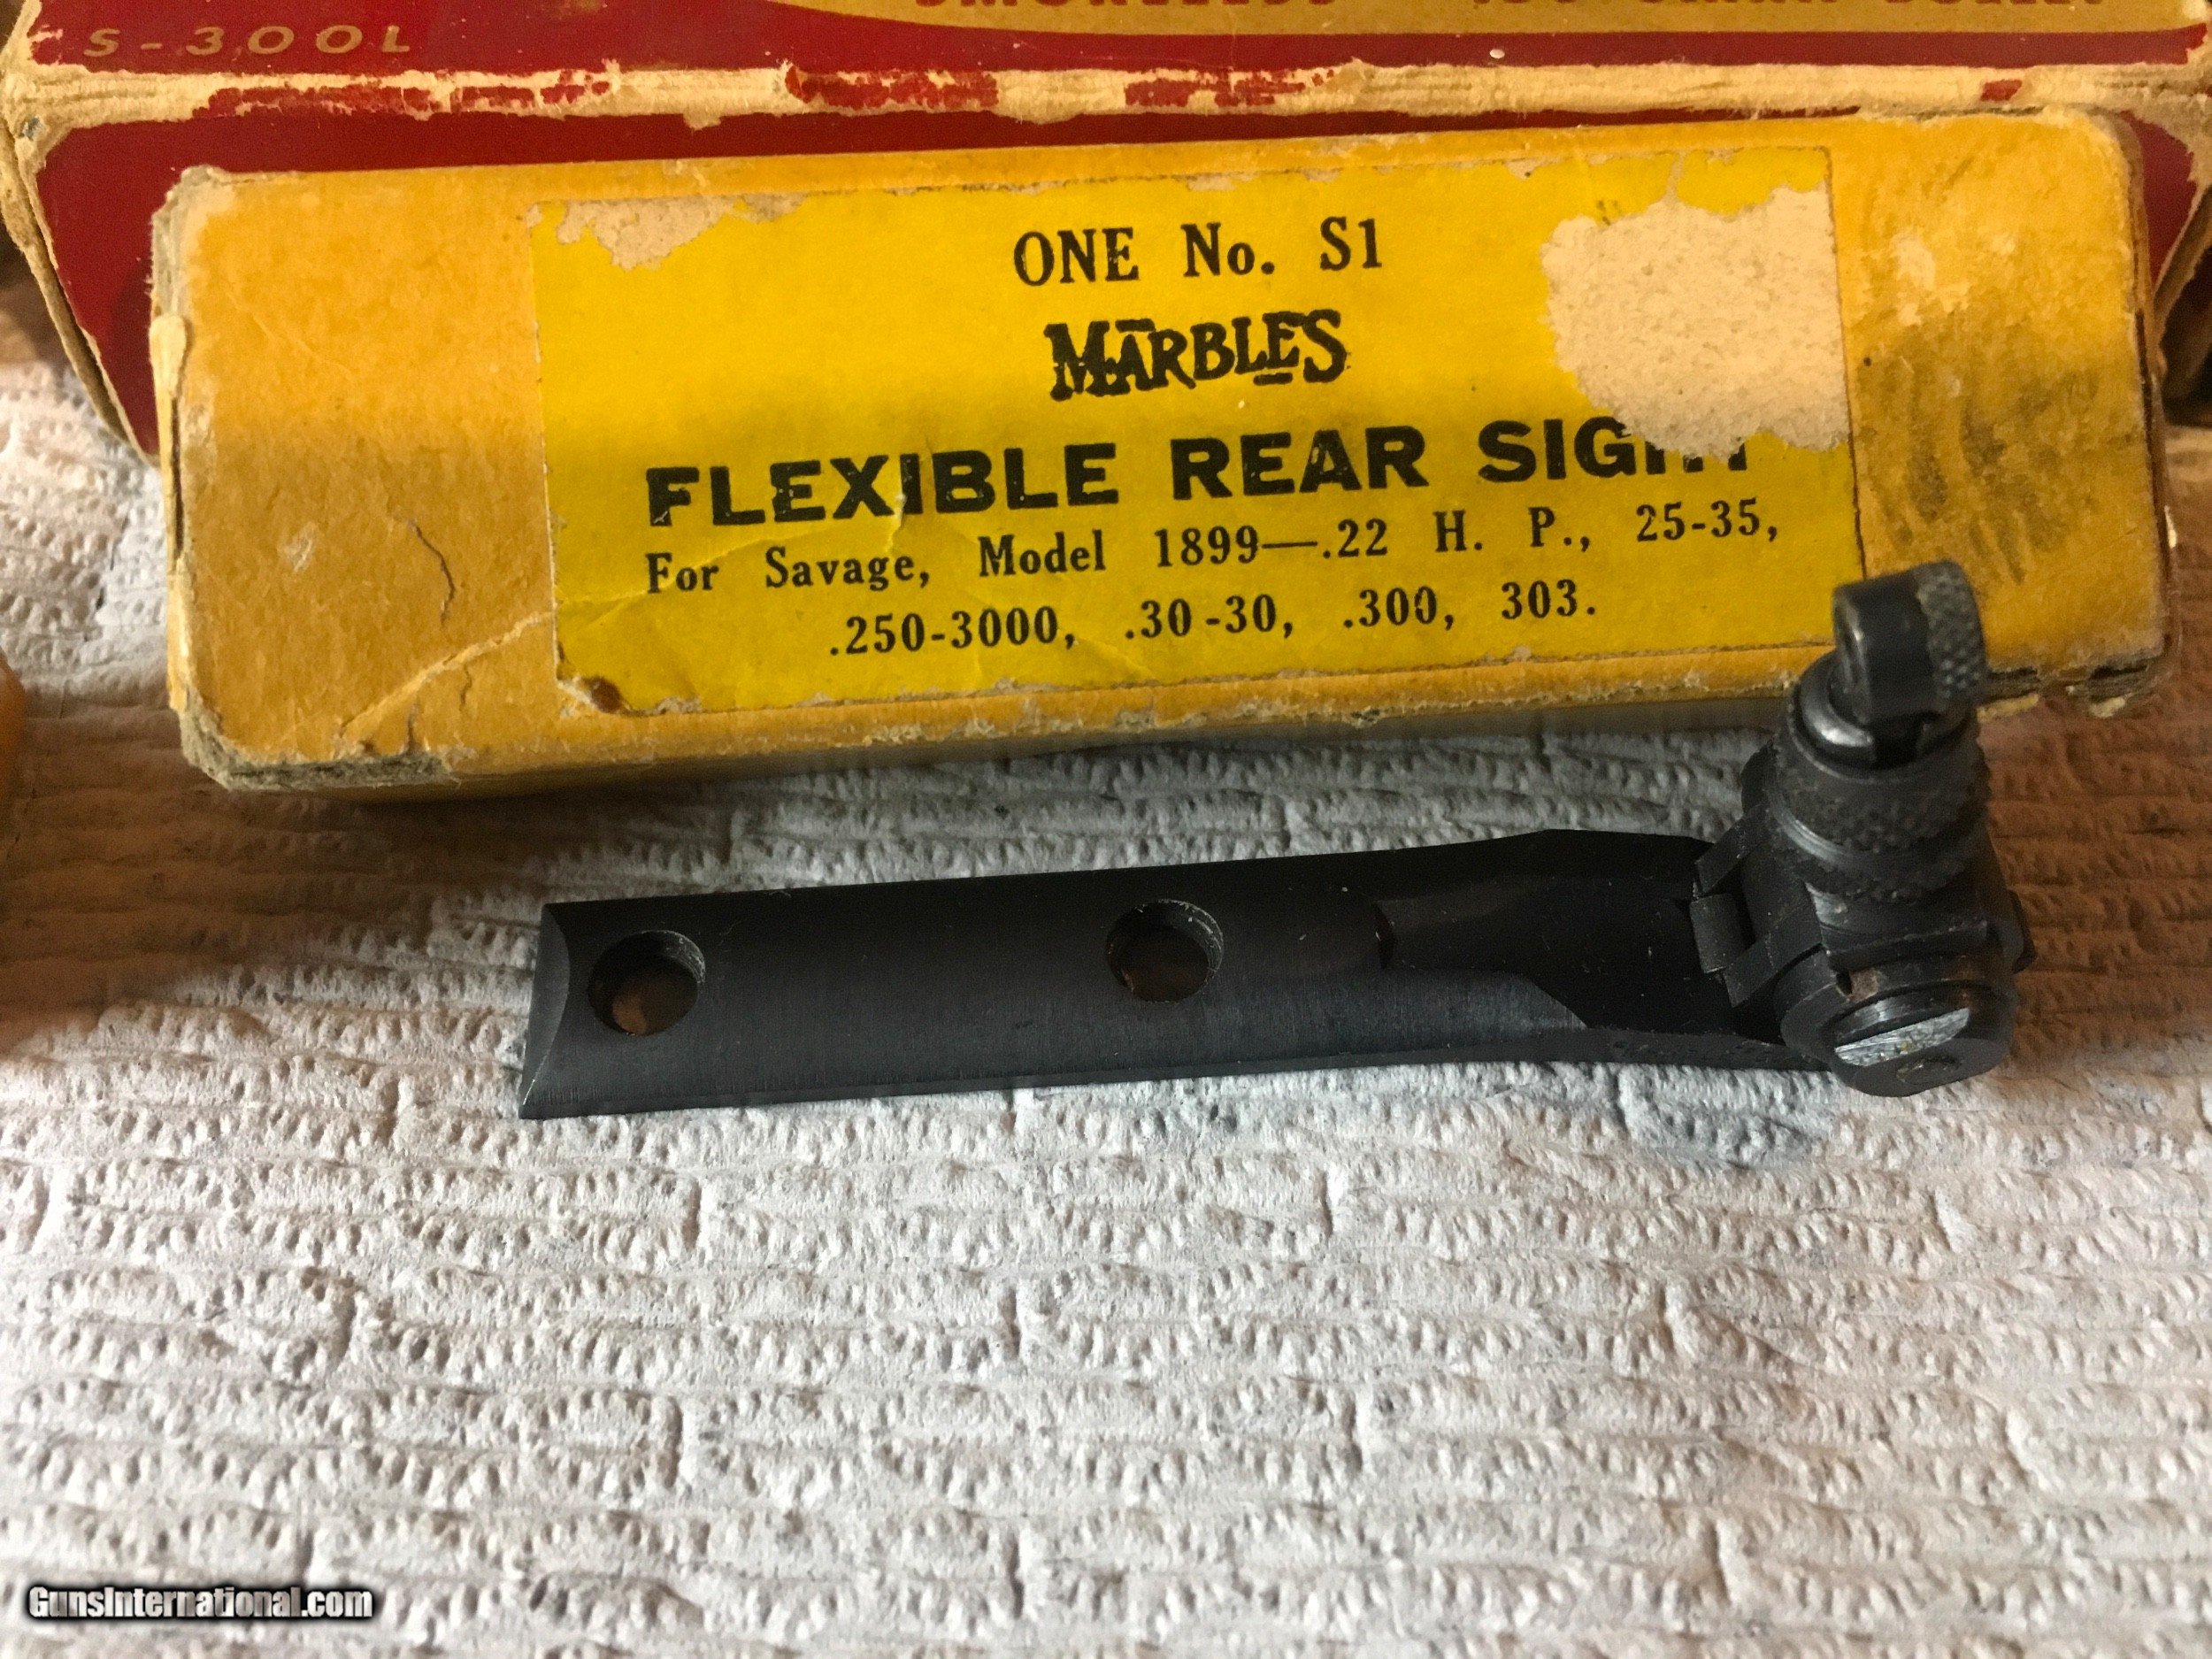 S-300L
ONE No. S1
MARBLES
FLEXIBLE REAR SIGHT
For Savage, Model 1899—.22 H. P., 25-35,
.250-3000, .30-30, .300, 303.
GunsInternational.com